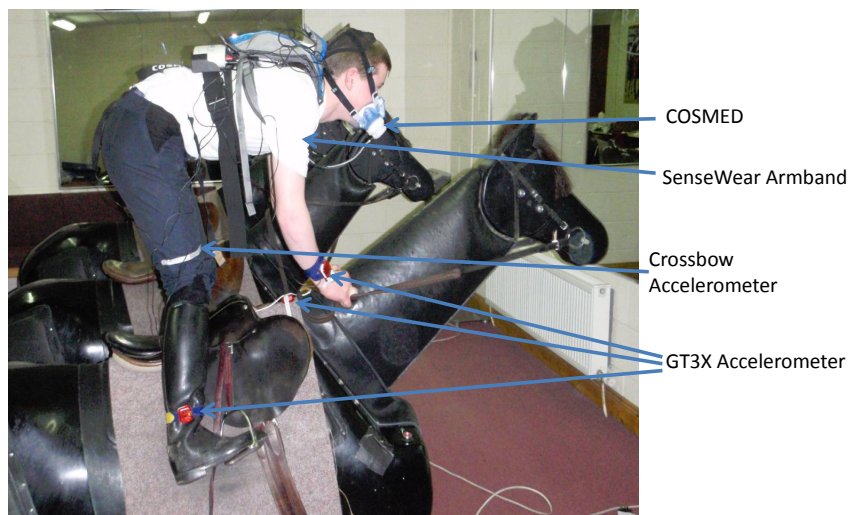 COSMED
SenseWear Armband
Crossbow
Accelerometer
GT3X Accelerometer